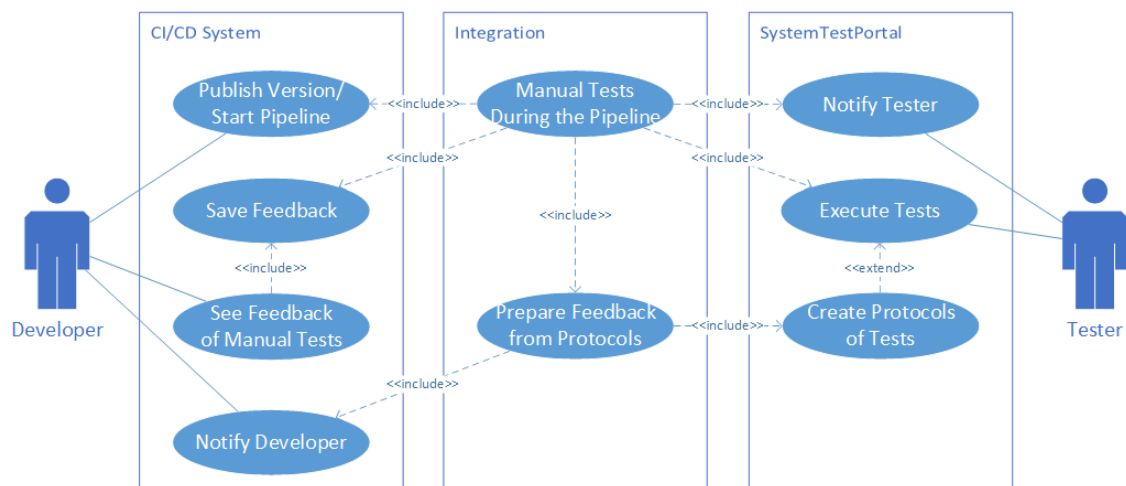 CI/CD System
Integration
SystemTestPortal
Publish Version/
Start Pipeline
<<include>>
Manual Tests
During the Pipeline
<<include>>
Notify Tester
<<include>>
<<include>>
Save Feedback
<<include>>
Execute Tests
<<include>>
<<extend>>
See Feedback
of Manual Tests
Prepare Feedback
from Protocols
<<include>>
Create Protocols
of Tests
Developer
Tester
<<include>>
Notify Developer